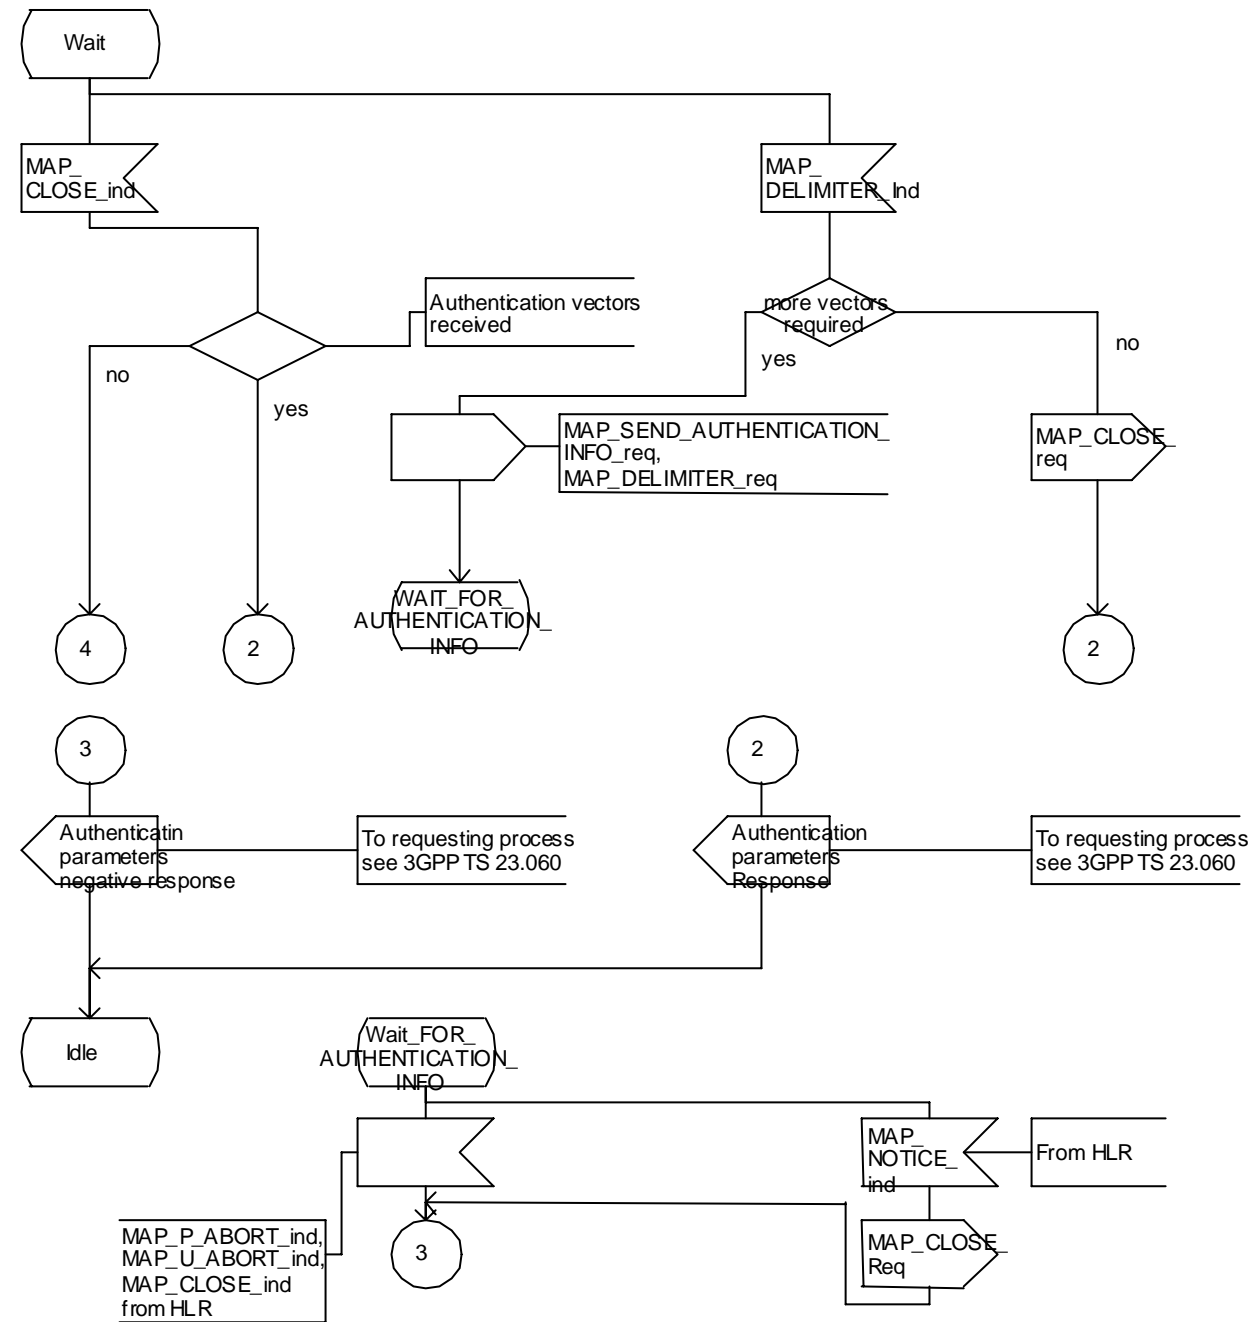 Wait
MAP_
CLOSE_ind
MAP_
DELIMITER_Ind
Authentication vectors
received
more vectors
required
no
yes
yes
no
MAP_SEND_AUTHENTICATION_
INFO_req,
MAP_DELIMITER_req
MAP_CLOSE_
req
WAIT_FOR_
AUTHENTICATION_
INFO
4
2
2
3
2
Authenticatin
parameters
negative response
To requesting process
see 3GPP TS 23.060
Authentication
parameters
Response
To requesting process
see 3GPP TS 23.060
Idle
Wait_FOR_
AUTHENTICATION_
INFO
MAP_
NOTICE_
ind
From HLR
MAP_P_ABORT_ind,
MAP_U_ABORT_ind,
MAP_CLOSE_ind
from HLR
3
MAP_CLOSE_
Req